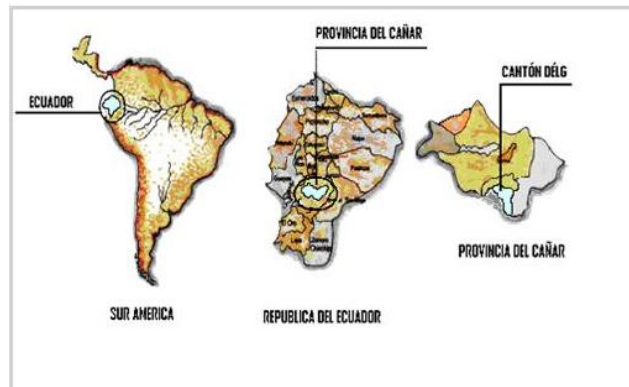 PROVINCIA DEL CAÑAR
CANTÓN DÉLG
ECUADOR
PROVINCIA DEL CAÑAR
SUR AMERICA
REPUBLICA DEL ECUADOR